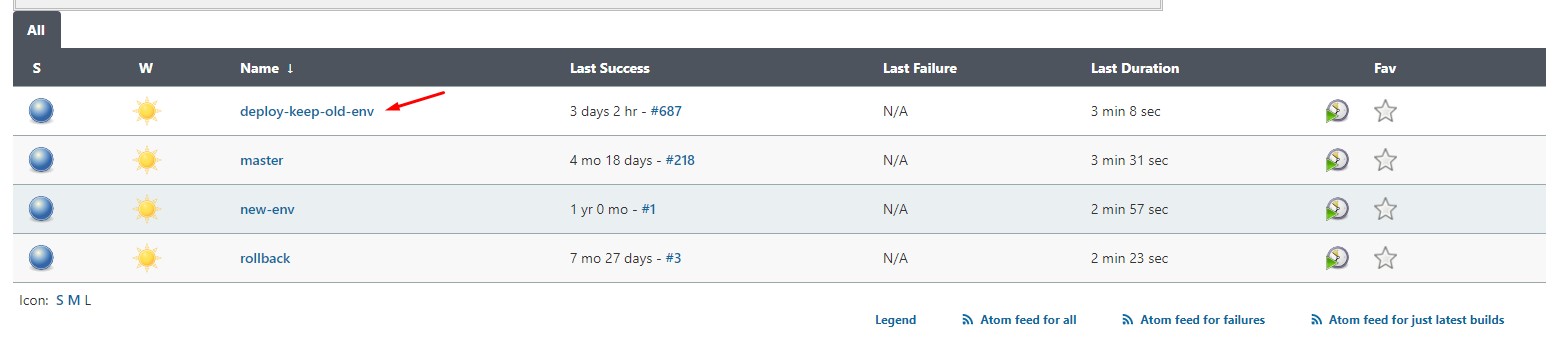 All
S W Name ↓ Last Success Last Failure Last Duration Fav
deploy-keep-old-env 3 days 2 hr - #687 N/A 3 min 8 sec
master 4 mo 18 days - #218 N/A 3 min 31 sec
new-env 1 yr 0 mo - #1 N/A 2 min 57 sec
rollback 7 mo 27 days - #3 N/A 2 min 23 sec
Icon: S M L
Legend Atom feed for all Atom feed for failures Atom feed for just latest builds